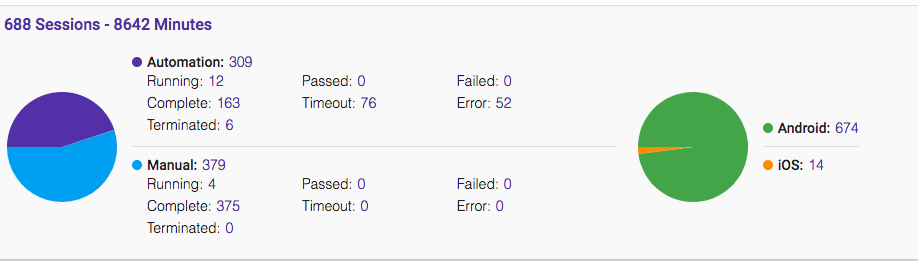 688 Sessions - 8642 Minutes
Automation: 309
Running: 12 Passed: 0 Failed: 0
Complete: 163 Timeout: 76 Error: 52
Terminated: 6
Manual: 379
Running: 4 Passed: 0 Failed: 0
Complete: 375 Timeout: 0 Error: 0
Terminated: 0
Android: 674
iOS: 14